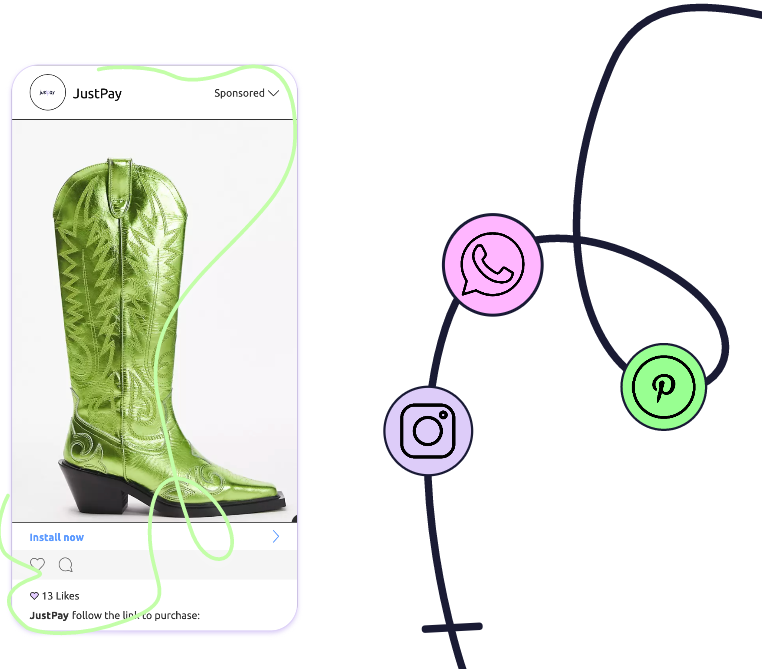 JustPay
Sponsored
Install now
13 Likes
JustPay follow the link to purchase: